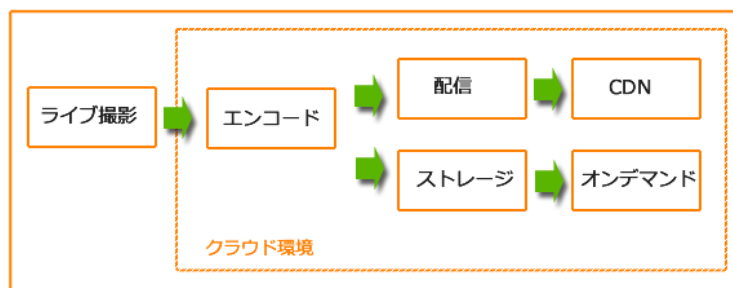 ライブ撮影
エンコード
配信
CDN
ストレージ
オンデマンド
クラウド環境